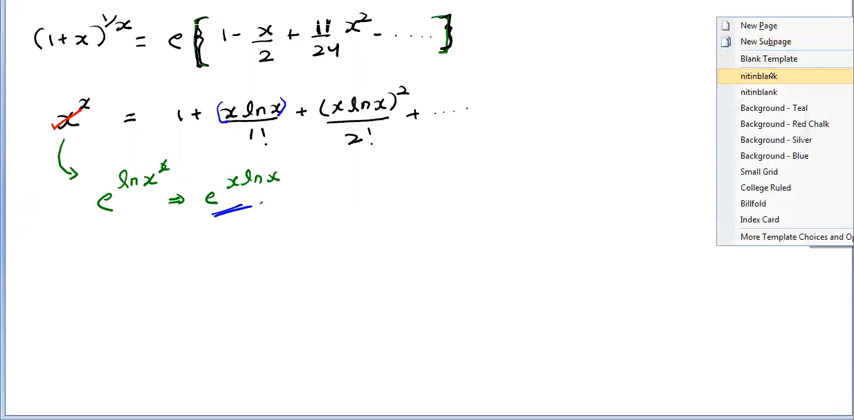 (1+x)^{1/x} = e { 1 - x/2 + 11/24 x² - ..... }
x^x = 1 + (x ln x)/1! + (x ln x)²/2! + ....
e^{ln x^x} ⇒ e^{x ln x}
New Page
New Subpage
Blank Template
nitinblank
nitinblank
Background - Teal
Background - Red Chalk
Background - Silver
Background - Blue
Small Grid
College Ruled
Billfold
Index Card
More Template Choices and Op